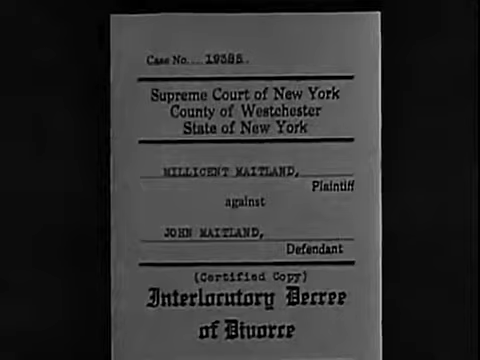 Case No.... 19385.
Supreme Court of New York
County of Westchester
State of New York
MILLICENT MAITLAND,
Plaintiff
against
JOHN MAITLAND,
Defendant
(Certified Copy)
Interlocutory Decree
of Divorce